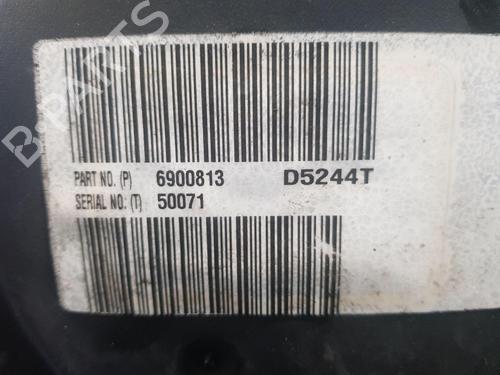 B-PARTS
PART NO. (P) 6900813 D5244T
SERIAL NO: (T) 50071